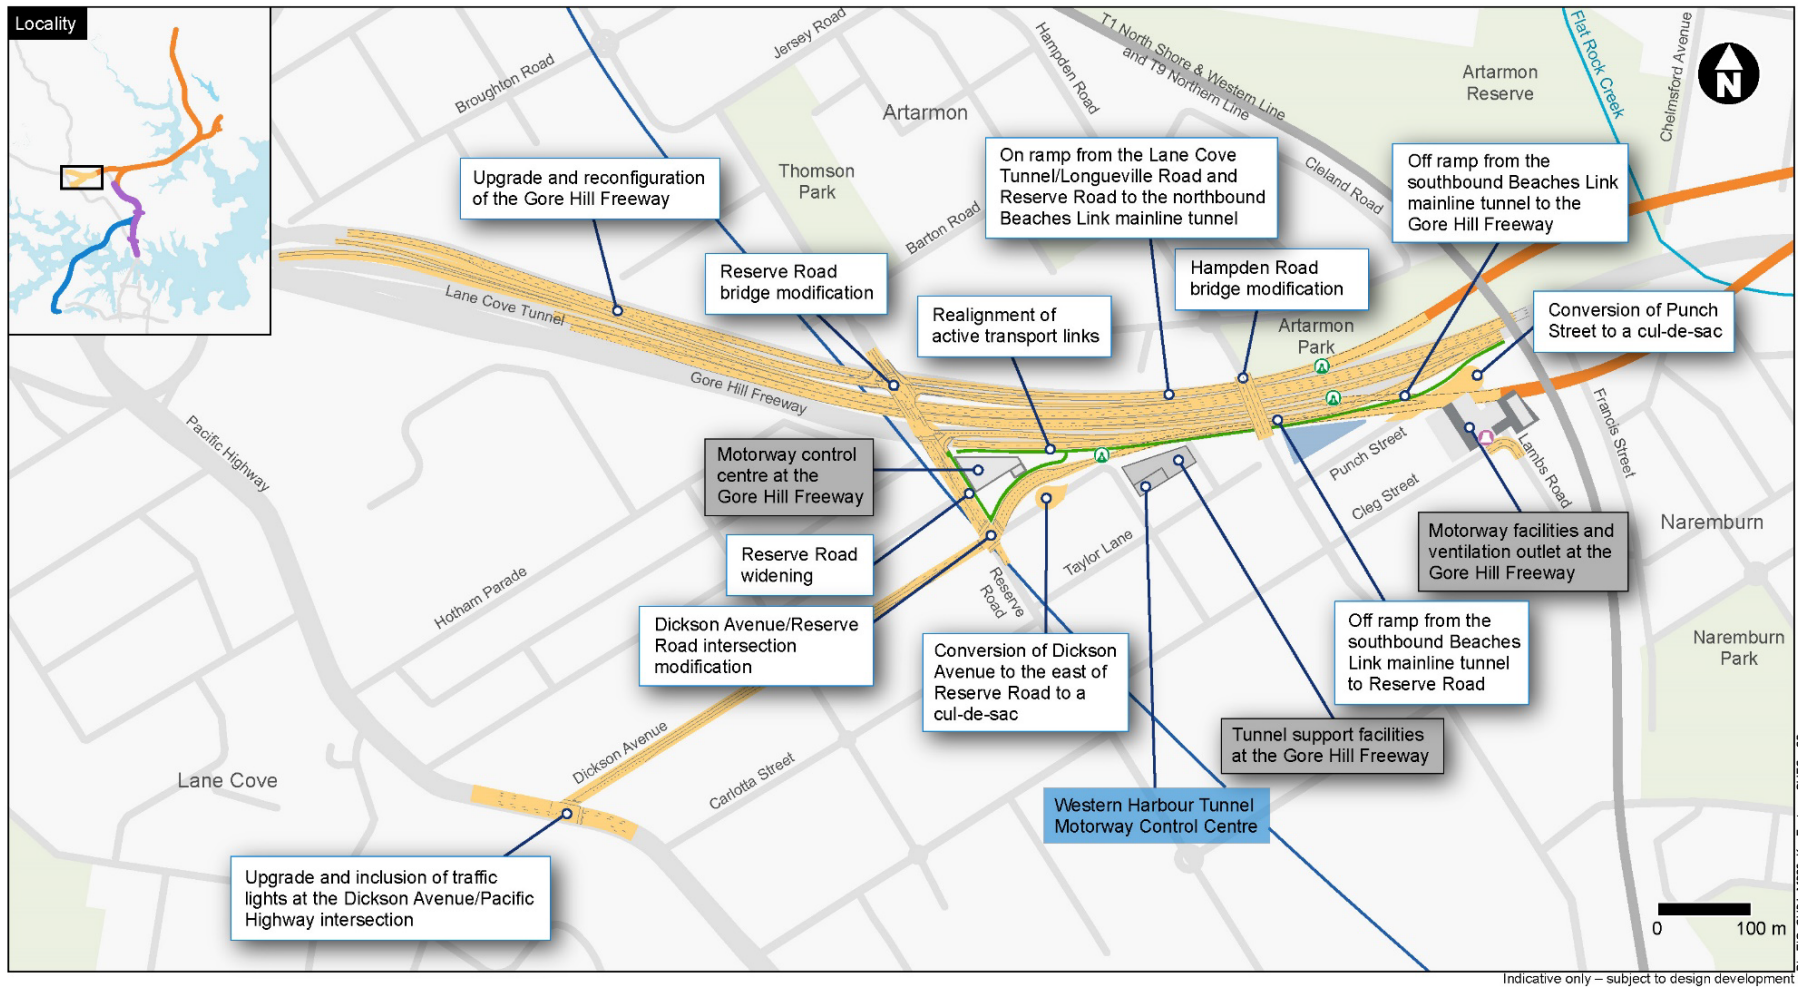 Locality
Broughton Road
Jersey Road
Hampden Road
T1 North Shore & Western Line
and T9 Northern Line
Flat Rock Creek
Chelmsford Avenue
N
Artarmon
Reserve
Artarmon
Thomson
Park
Barton Road
Cleland Road
Upgrade and reconfiguration
of the Gore Hill Freeway
On ramp from the Lane Cove
Tunnel/Longueville Road and
Reserve Road to the northbound
Beaches Link mainline tunnel
Off ramp from the
southbound Beaches Link
mainline tunnel to the
Gore Hill Freeway
Reserve Road
bridge modification
Hampden Road
bridge modification
Realignment of
active transport links
Conversion of Punch
Street to a cul-de-sac
Artarmon
Park
Lane Cove Tunnel
Gore Hill Freeway
Pacific Highway
Francis Street
Punch Street
Lambs Road
Cleg Street
Motorway control
centre at the
Gore Hill Freeway
Motorway facilities and
ventilation outlet at the
Gore Hill Freeway
Naremburn
Reserve Road
widening
Taylor Lane
Reserve
Road
Hotham Parade
Dickson Avenue/Reserve
Road intersection
modification
Conversion of Dickson
Avenue to the east of
Reserve Road to a
cul-de-sac
Off ramp from the
southbound Beaches
Link mainline tunnel
to Reserve Road
Naremburn
Park
Tunnel support facilities
at the Gore Hill Freeway
Dickson Avenue
Carlotta Street
Lane Cove
Western Harbour Tunnel
Motorway Control Centre
Upgrade and inclusion of traffic
lights at the Dickson Avenue/Pacific
Highway intersection
0 100 m
Indicative only – subject to design development